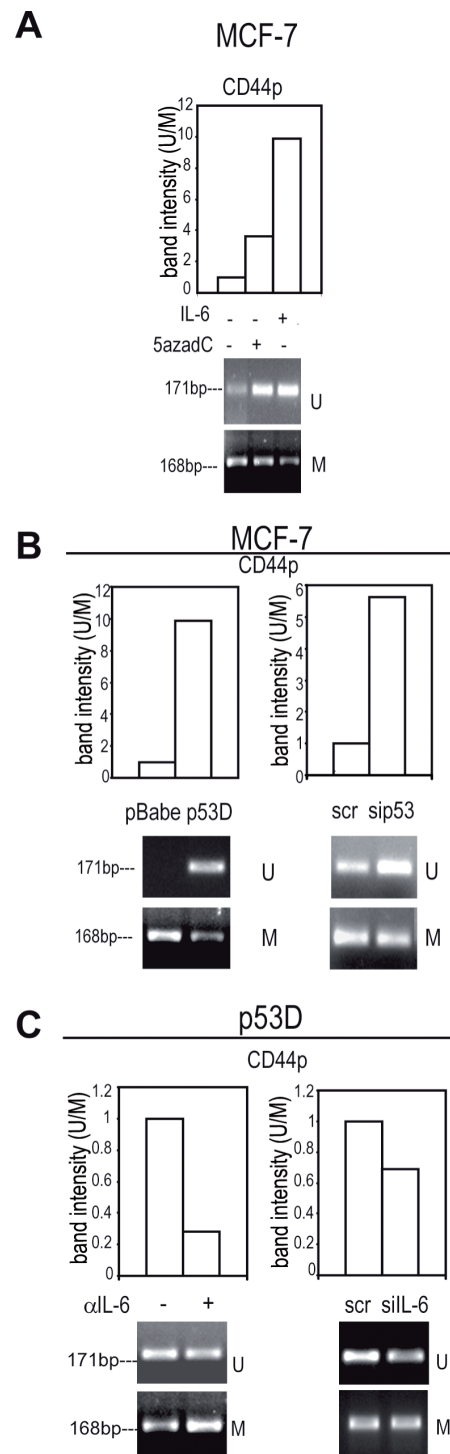 A
MCF-7
CD44p
band intensity (U/M)
12
10
8
6
4
2
0
IL-6 - - +
5azadC - + -
171bp--- U
168bp--- M
B
MCF-7
CD44p
band intensity (U/M)
12
10
8
6
4
2
0
band intensity (U/M)
6
5
4
3
2
1
0
pBabe p53D
scr sip53
171bp--- U U
168bp--- M M
C
p53D
CD44p
band intensity (U/M)
1.2
1
0.8
0.6
0.4
0.2
0
band intensity (U/M)
1.2
1
0.8
0.6
0.4
0.2
0
αIL-6 - +
scr siIL-6
171bp--- U U
168bp--- M M